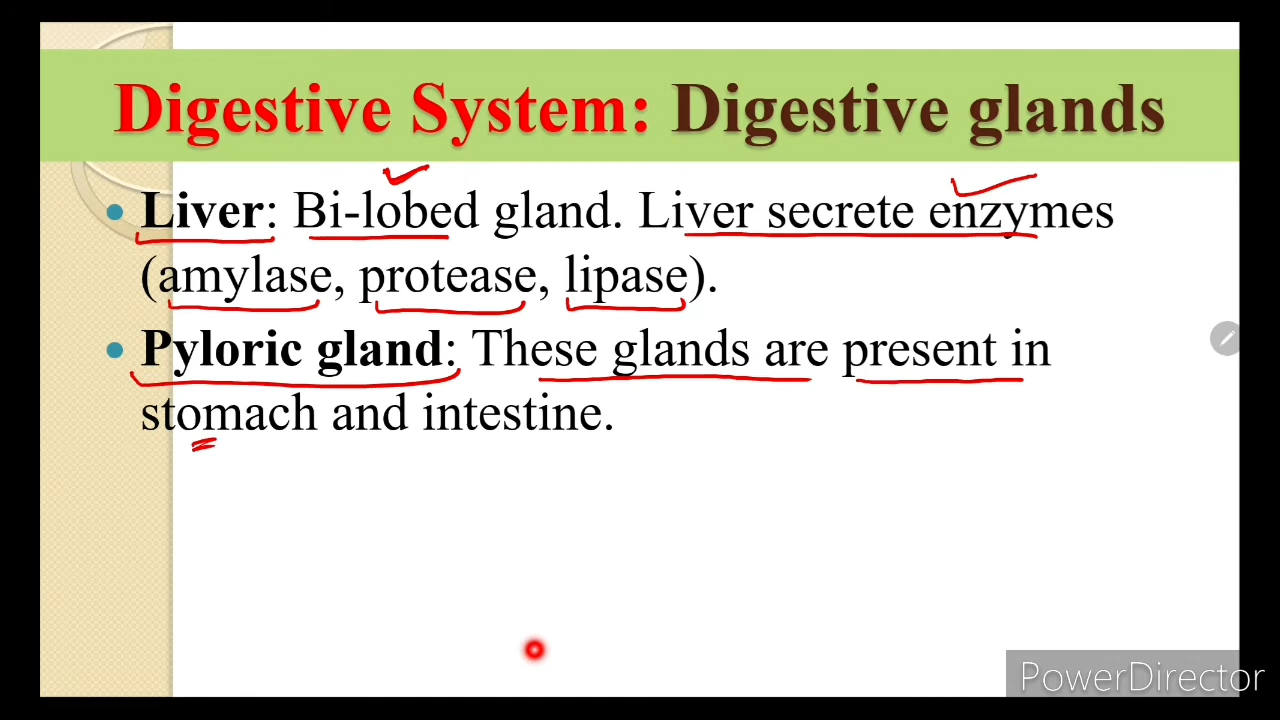 Digestive System: Digestive glands
• Liver: Bi-lobed gland. Liver secrete enzymes
(amylase, protease, lipase).
• Pyloric gland: These glands are present in
stomach and intestine.
PowerDirector